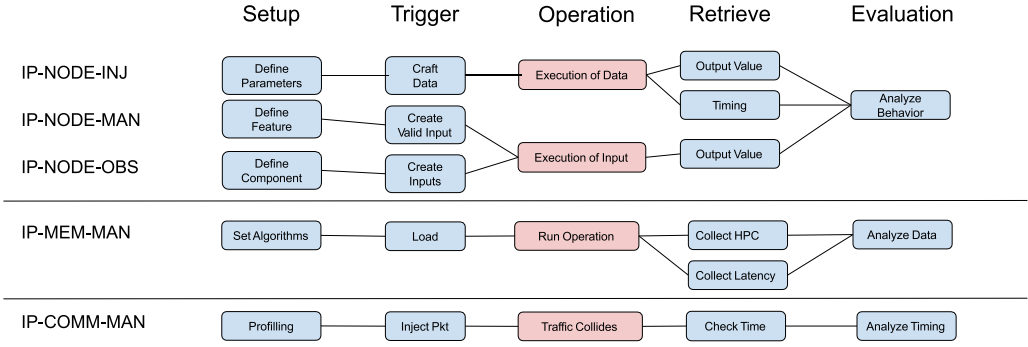 Setup Trigger Operation Retrieve Evaluation
IP-NODE-INJ
Define
Parameters
Craft
Data
Execution of Data
Output Value
Timing
Analyze
Behavior
IP-NODE-MAN
Define
Feature
Create
Valid Input
IP-NODE-OBS
Define
Component
Create
Inputs
Execution of Input
Output Value
IP-MEM-MAN
Set Algorithms
Load
Run Operation
Collect HPC
Collect Latency
Analyze Data
IP-COMM-MAN
Profilling
Inject Pkt
Traffic Collides
Check Time
Analyze Timing